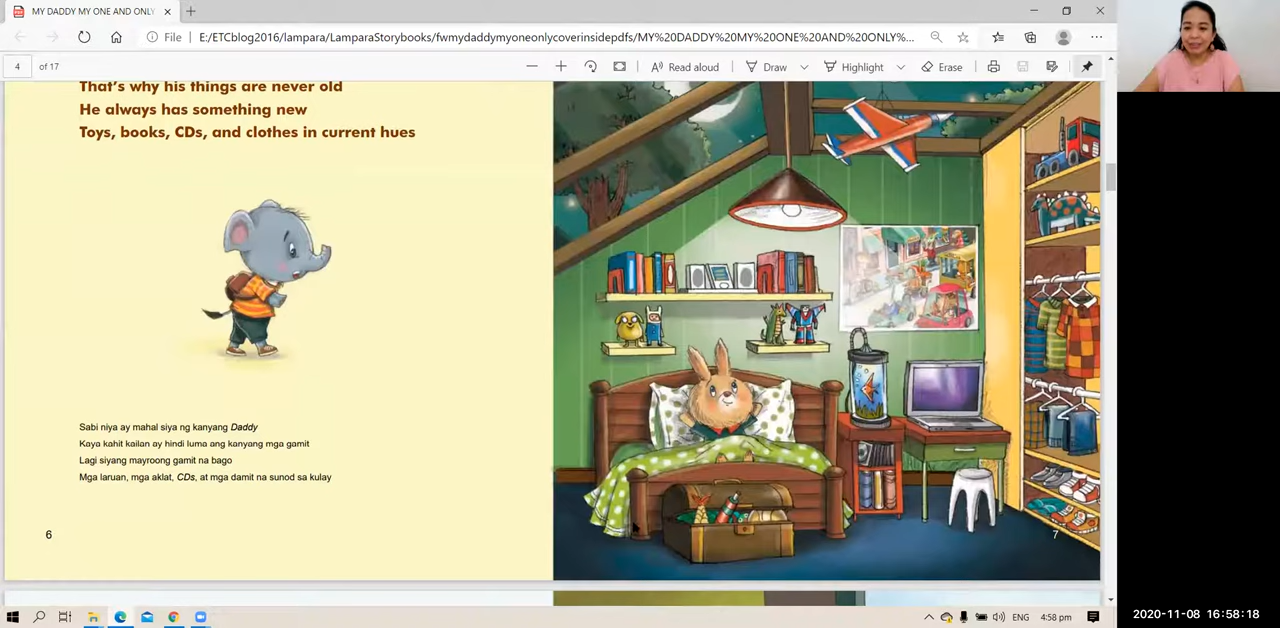 MY DADDY MY ONE AND ONLY
File
E:/ETCblog2016/lampara/LamparaStorybooks/fwmydaddymyoneonlycoverinsidepdfs/MY%20DADDY%20MY%20ONE%20AND%20ONLY%...
4 of 17
Read aloud
Draw
Highlight
Erase
That's why his things are never old
He always has something new
Toys, books, CDs, and clothes in current hues
Sabi niya ay mahal siya ng kanyang Daddy
Kaya kahit kailan ay hindi luma ang kanyang mga gamit
Lagi siyang mayroong gamit na bago
Mga laruan, mga aklat, CDs, at mga damit na sunod sa kulay
6
7
ENG
4:58 pm
2020-11-08 16:58:18